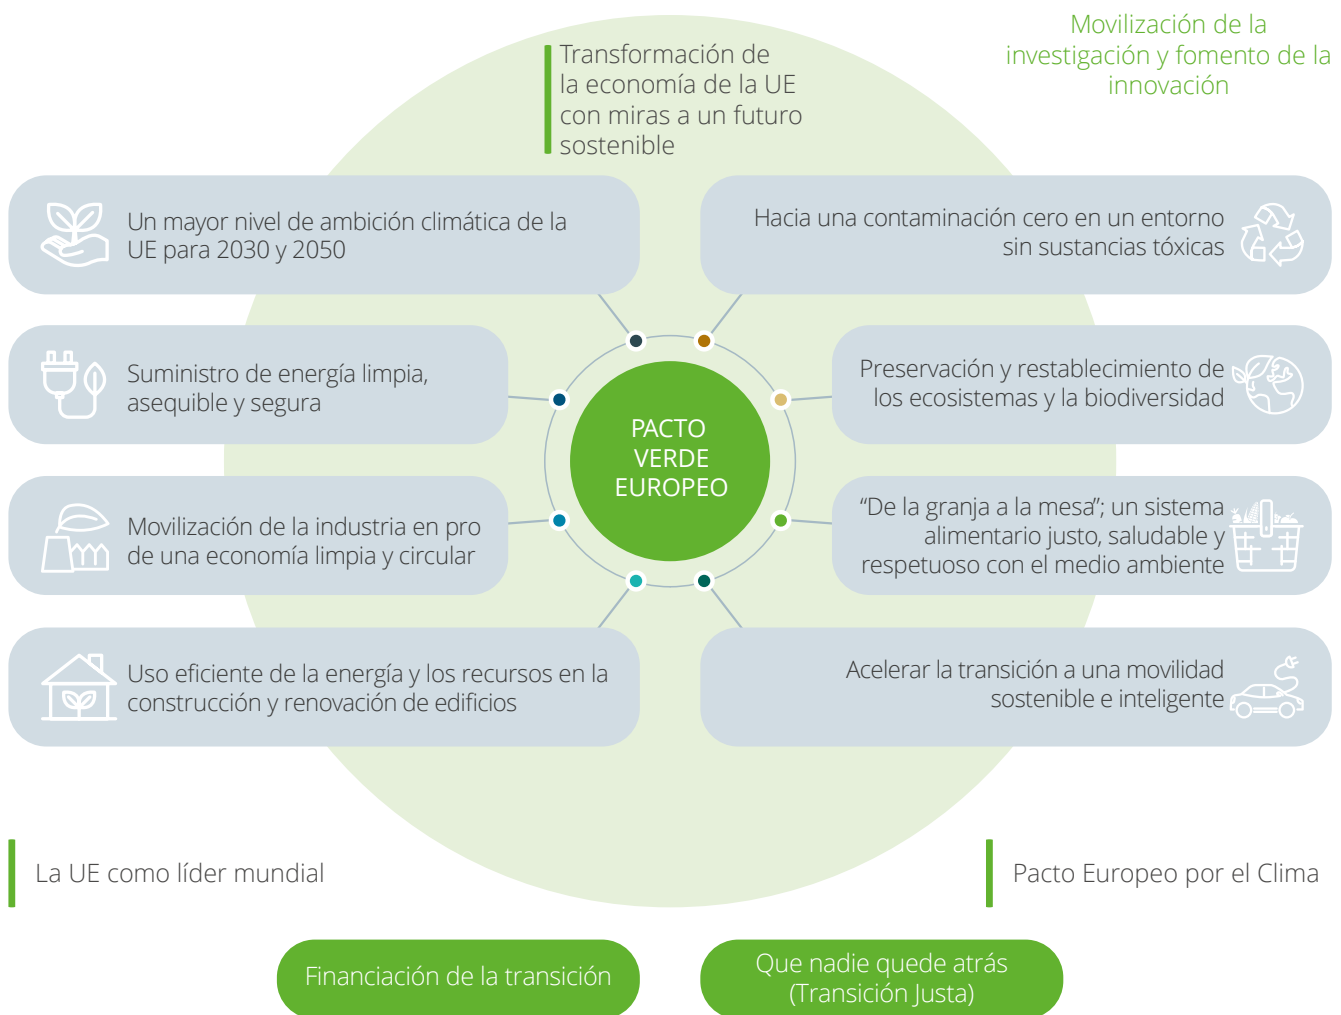 Movilización de la
investigación y fomento de la
innovación
Transformación de
la economía de la UE
con miras a un futuro
sostenible
Un mayor nivel de ambición climática de la
UE para 2030 y 2050
Hacia una contaminación cero en un entorno
sin sustancias tóxicas
Suministro de energía limpia,
asequible y segura
Preservación y restablecimiento de
los ecosistemas y la biodiversidad
PACTO
VERDE
EUROPEO
Movilización de la industria en pro
de una economía limpia y circular
“De la granja a la mesa”; un sistema
alimentario justo, saludable y
respetuoso con el medio ambiente
Uso eficiente de la energía y los recursos en la
construcción y renovación de edificios
Acelerar la transición a una movilidad
sostenible e inteligente
La UE como líder mundial
Pacto Europeo por el Clima
Financiación de la transición
Que nadie quede atrás
(Transición Justa)